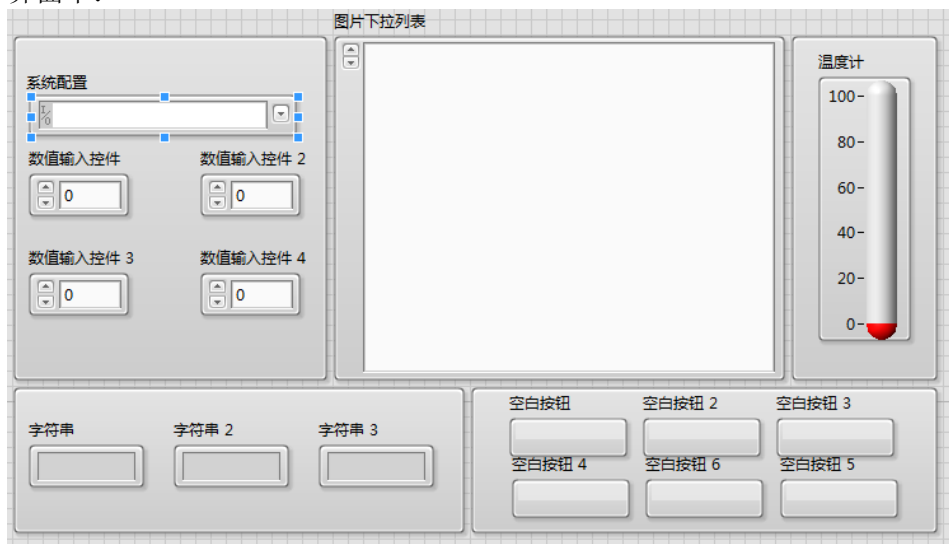 图片下拉列表
系统配置
I/O
数值输入控件
数值输入控件 2
0
0
数值输入控件 3
数值输入控件 4
0
0
温度计
100
80
60
40
20
0
字符串
字符串 2
字符串 3
空白按钮
空白按钮 2
空白按钮 3
空白按钮 4
空白按钮 6
空白按钮 5